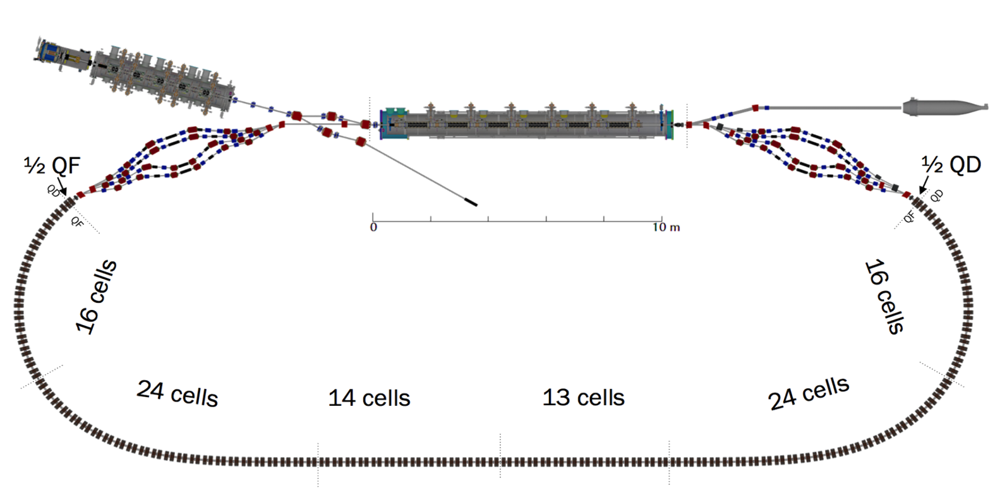 ½ QF
½ QD
QD
QF
QD
QF
0
10 m
16 cells
16 cells
24 cells
14 cells
13 cells
24 cells